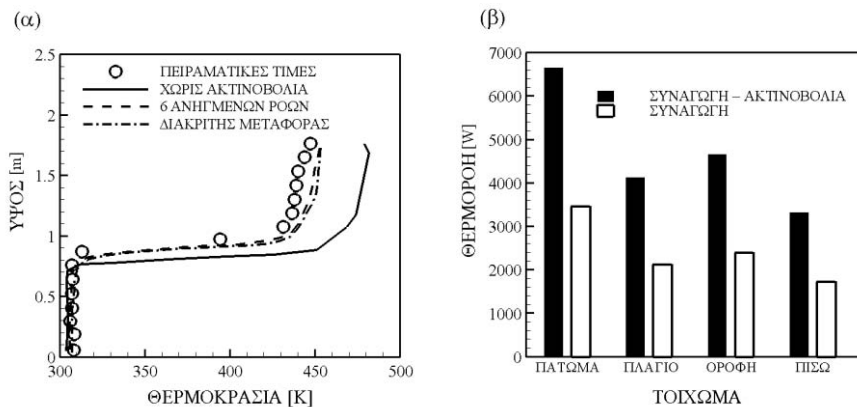 (α)
2.5
2
1.5
1
0.5
0
300
350
400
450
500
ΥΨΟΣ [m]
ΘΕΡΜΟΚΡΑΣΙΑ [K]
ΠΕΙΡΑΜΑΤΙΚΕΣ ΤΙΜΕΣ
ΧΩΡΙΣ ΑΚΤΙΝΟΒΟΛΙΑ
6 ΑΝΗΓΜΕΝΩΝ ΡΟΩΝ
ΔΙΑΚΡΙΤΗΣ ΜΕΤΑΦΟΡΑΣ
(β)
7000
6000
5000
4000
3000
2000
1000
0
ΘΕΡΜΟΡΟΗ [W]
ΣΥΝΑΓΩΓΗ – ΑΚΤΙΝΟΒΟΛΙΑ
ΣΥΝΑΓΩΓΗ
ΠΑΤΩΜΑ
ΠΛΑΓΙΟ
ΟΡΟΦΗ
ΠΙΣΩ
ΤΟΙΧΩΜΑ